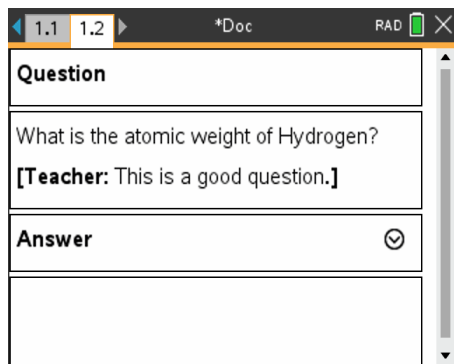 1.1 1.2 *Doc RAD
Question
What is the atomic weight of Hydrogen?
[Teacher: This is a good question.]
Answer